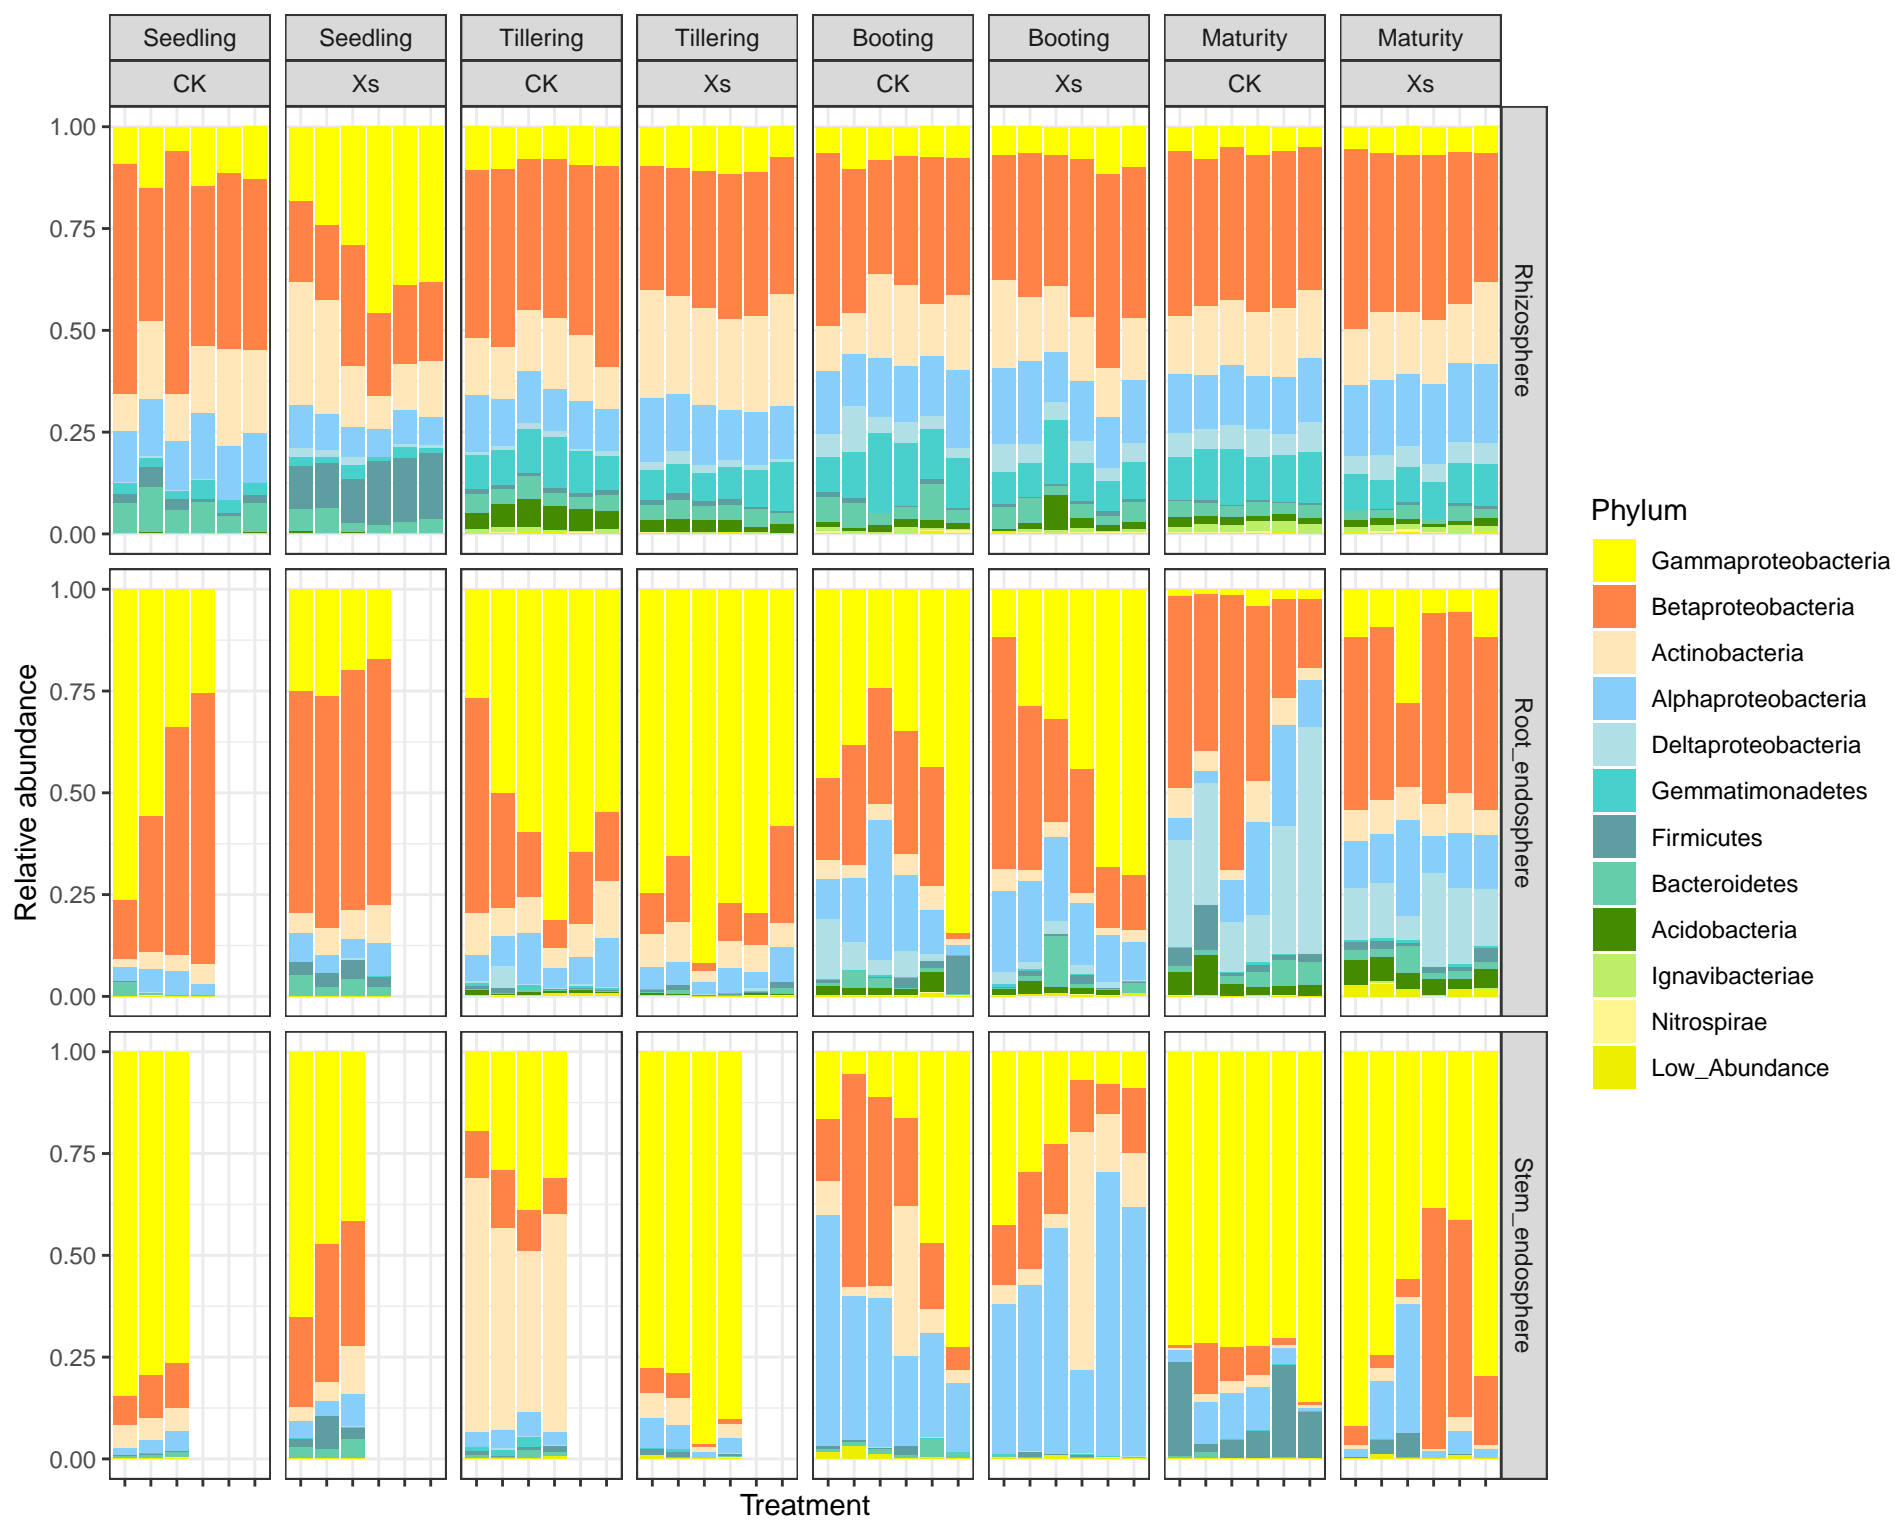 Seedling Seedling Tillering Tillering Booting Booting Maturity Maturity
CK Xs CK Xs CK Xs CK Xs
1.00
0.75
0.50
0.25
0.00
Rhizosphere
1.00
0.75
0.50
0.25
0.00
Root_endosphere
1.00
0.75
0.50
0.25
0.00
Stem_endosphere
Relative abundance
Treatment
Phylum
Gammaproteobacteria
Betaproteobacteria
Actinobacteria
Alphaproteobacteria
Deltaproteobacteria
Gemmatimonadetes
Firmicutes
Bacteroidetes
Acidobacteria
Ignavibacteriae
Nitrospirae
Low_Abundance